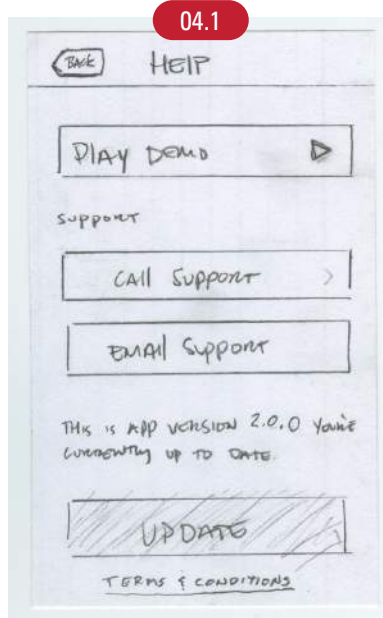 04.1
BACK HELP
PLAY DEMO
SUPPORT
CALL SUPPORT >
EMAIL SUPPORT
THIS IS APP VERSION 2.0.0 YOU'RE
CURRENTLY UP TO DATE.
UPDATE
TERMS & CONDITIONS